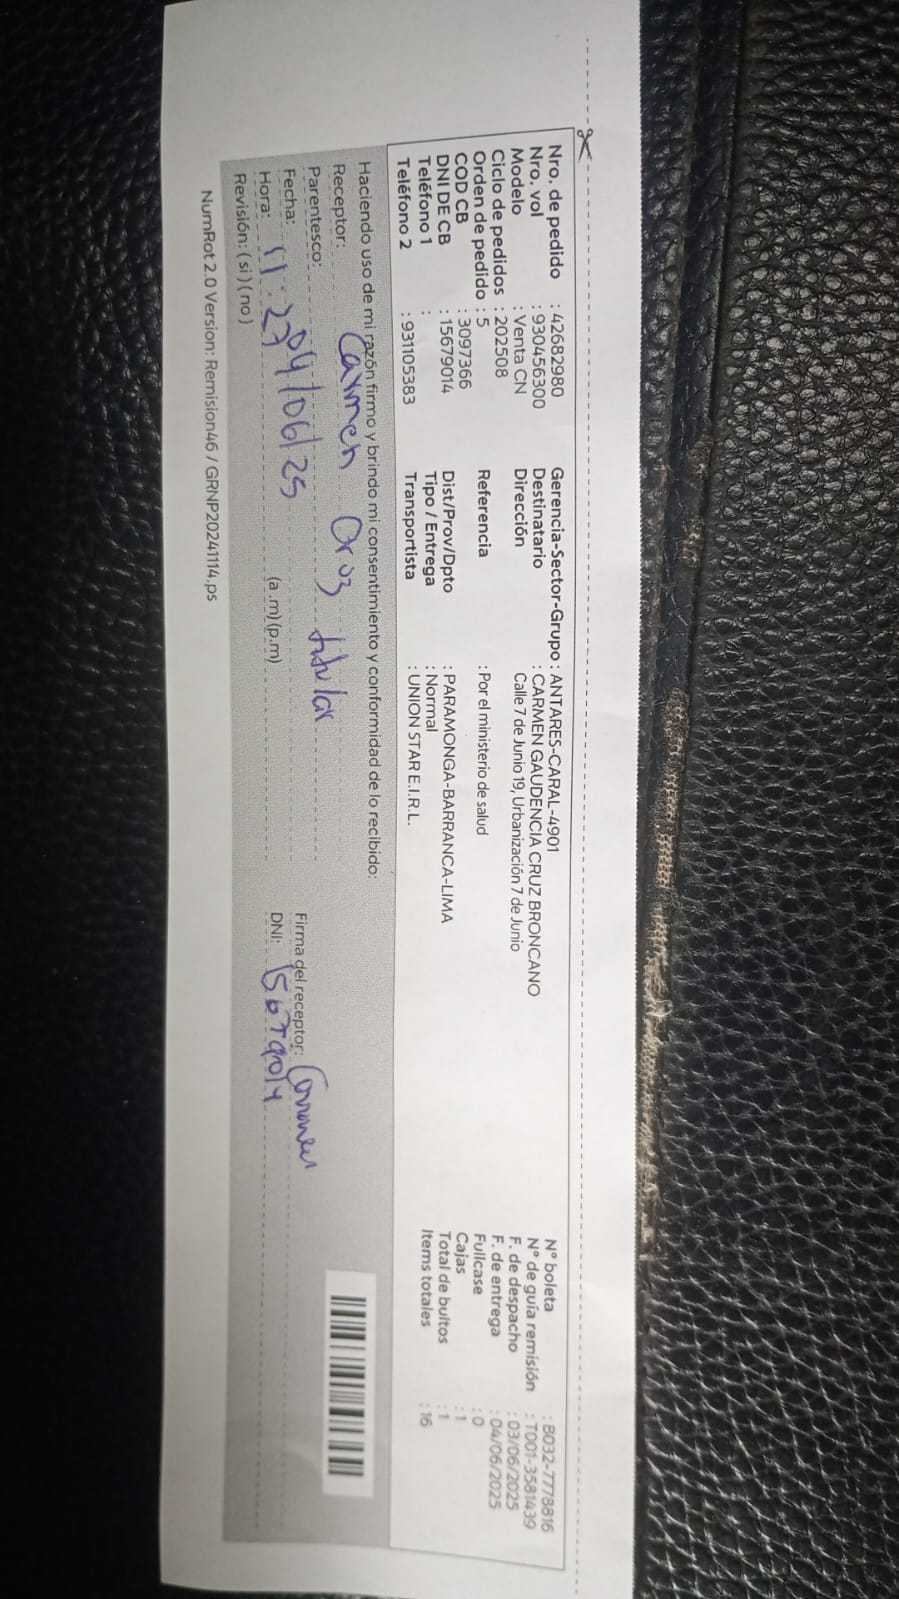 Nro. de pedido : 42682980
Nro. vol : 930456300
Modelo : Venta CN
Ciclo de pedidos : 202508
Orden de pedido : 5
COD CB : 3097366
DNI DE CB : 15679014
Teléfono 1 :
Teléfono 2 : 931105383
Gerencia-Sector-Grupo : ANTARES-CARAL-4901
Destinatario : CARMEN GAUDENCIA CRUZ BRONCANO
Dirección Calle 7 de Junio 19, Urbanización 7 de Junio
Referencia : Por el ministerio de salud
Dist/Prov/Dpto : PARAMONGA-BARRANCA-LIMA
Tipo / Entrega : Normal
Transportista : UNION STAR E.I.R.L.
N° boleta : B032-7778816
N° de guía remisión : T001-3581439
F. de despacho : 03/06/2025
F. de entrega : 04/06/2025
Fullcase : 0
Cajas : 1
Total de bultos : 1
Items totales : 16
Haciendo uso de mi razón firmo y brindo mi consentimiento y conformidad de lo recibido:
Receptor: Carmen Cruz
Parentesco: titular
Fecha: 04/06/25
Hora: 11:27 (a.m)(p.m)
Revisión: (si) (no)
Firma del receptor: Carmen
DNI: 15679014
NumRot 2.0 Version: Remision46 / GRNP20241114.ps